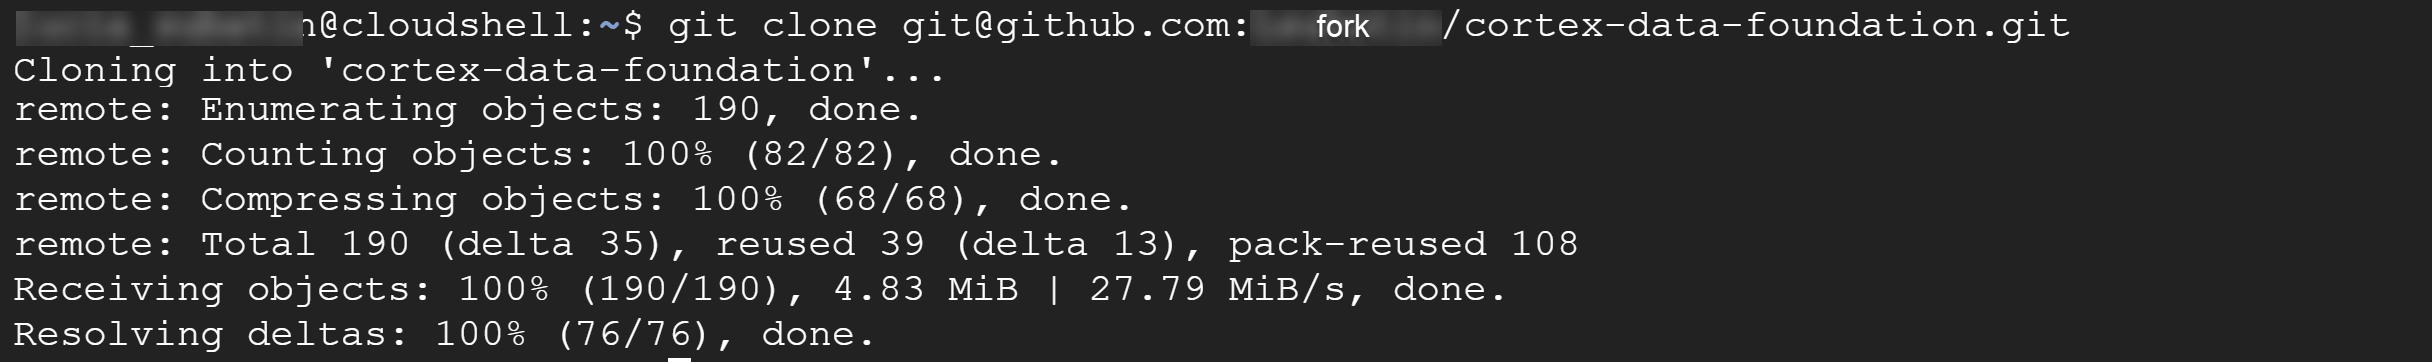 n@cloudshell:~$ git clone git@github.com: fork /cortex-data-foundation.git
Cloning into 'cortex-data-foundation'...
remote: Enumerating objects: 190, done.
remote: Counting objects: 100% (82/82), done.
remote: Compressing objects: 100% (68/68), done.
remote: Total 190 (delta 35), reused 39 (delta 13), pack-reused 108
Receiving objects: 100% (190/190), 4.83 MiB | 27.79 MiB/s, done.
Resolving deltas: 100% (76/76), done.